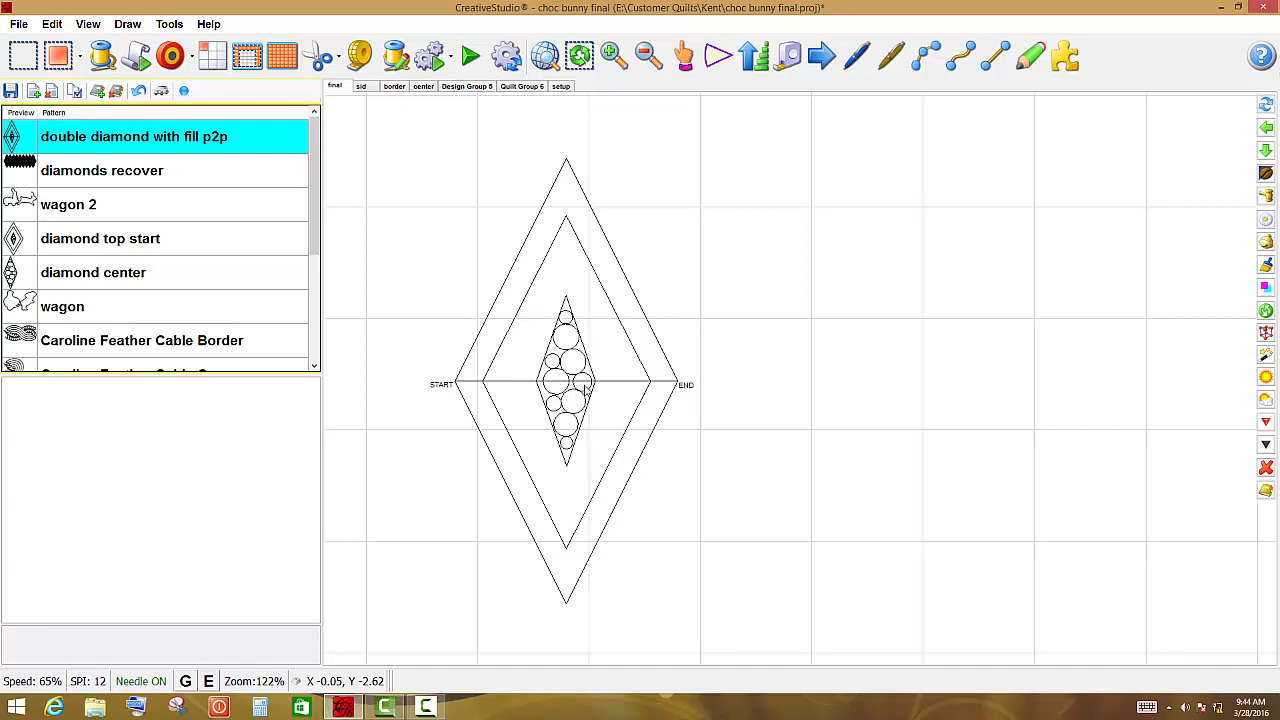 CreativeStudio® - choc bunny final (E:\Customer Quilts\Kent\choc bunny final.proj)*
File Edit View Draw Tools Help
final sid border center Design Group 5 Quilt Group 6 setup
Preview Pattern
double diamond with fill p2p
diamonds recover
wagon 2
diamond top start
diamond center
wagon
Caroline Feather Cable Border
START
END
Speed: 65% SPI: 12 Needle ON G E Zoom:122% X -0.05, Y -2.62
9:44 AM
3/28/2016